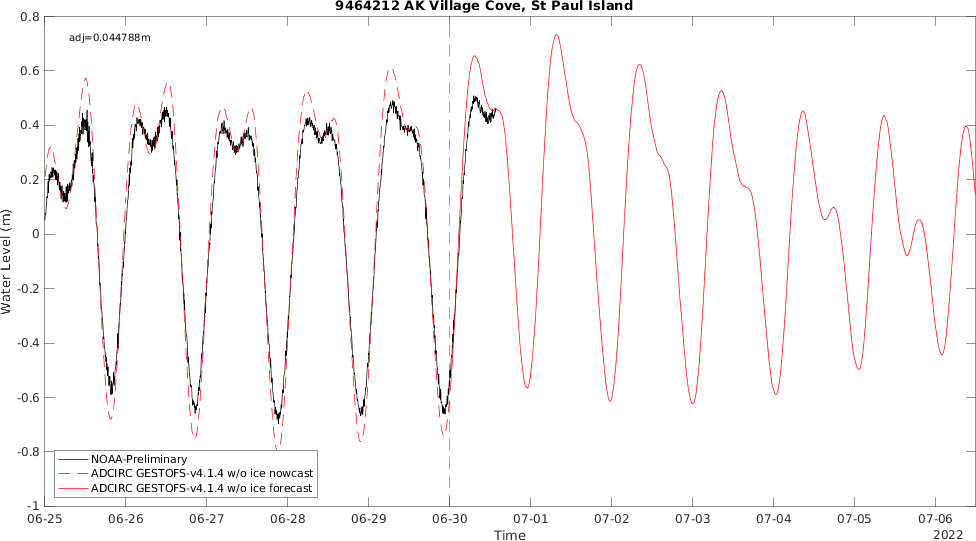 9464212 AK Village Cove, St Paul Island
adj=0.044788m
0.8
0.6
0.4
0.2
0
-0.2
-0.4
-0.6
-0.8
-1
Water Level (m)
NOAA-Preliminary
ADCIRC GESTOFS-v4.1.4 w/o ice nowcast
ADCIRC GESTOFS-v4.1.4 w/o ice forecast
06-25 06-26 06-27 06-28 06-29 06-30 07-01 07-02 07-03 07-04 07-05 07-06
Time
2022